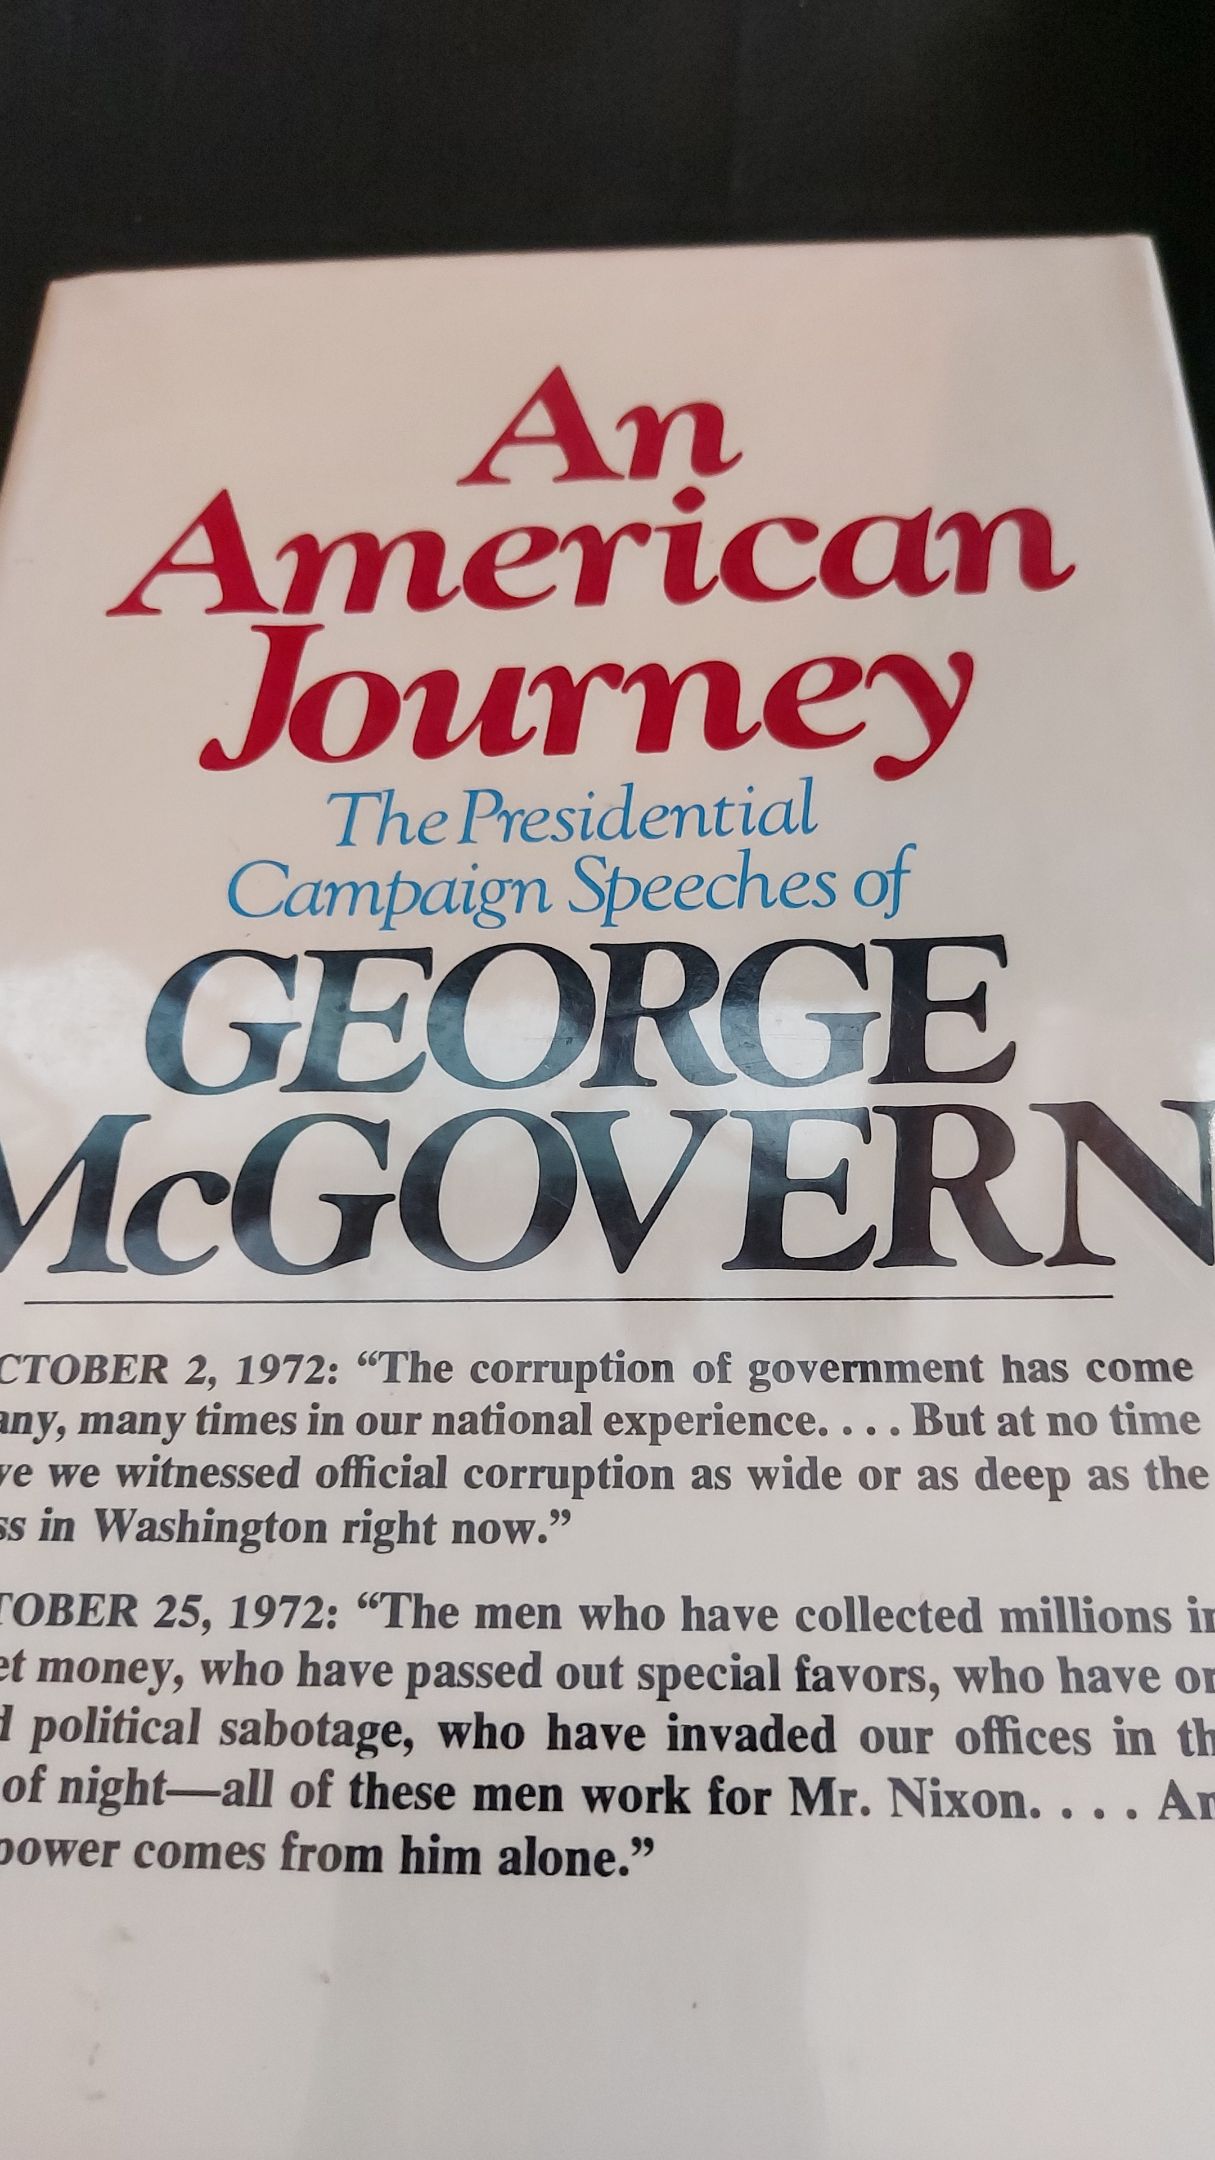 An
American
Journey
The Presidential
Campaign Speeches of
GEORGE
McGOVERN
CTOBER 2, 1972: “The corruption of government has come
any, many times in our national experience. . . . But at no time
ve we witnessed official corruption as wide or as deep as the
ss in Washington right now.”
TOBER 25, 1972: “The men who have collected millions in
et money, who have passed out special favors, who have or
d political sabotage, who have invaded our offices in th
of night—all of these men work for Mr. Nixon. . . . An
power comes from him alone.”